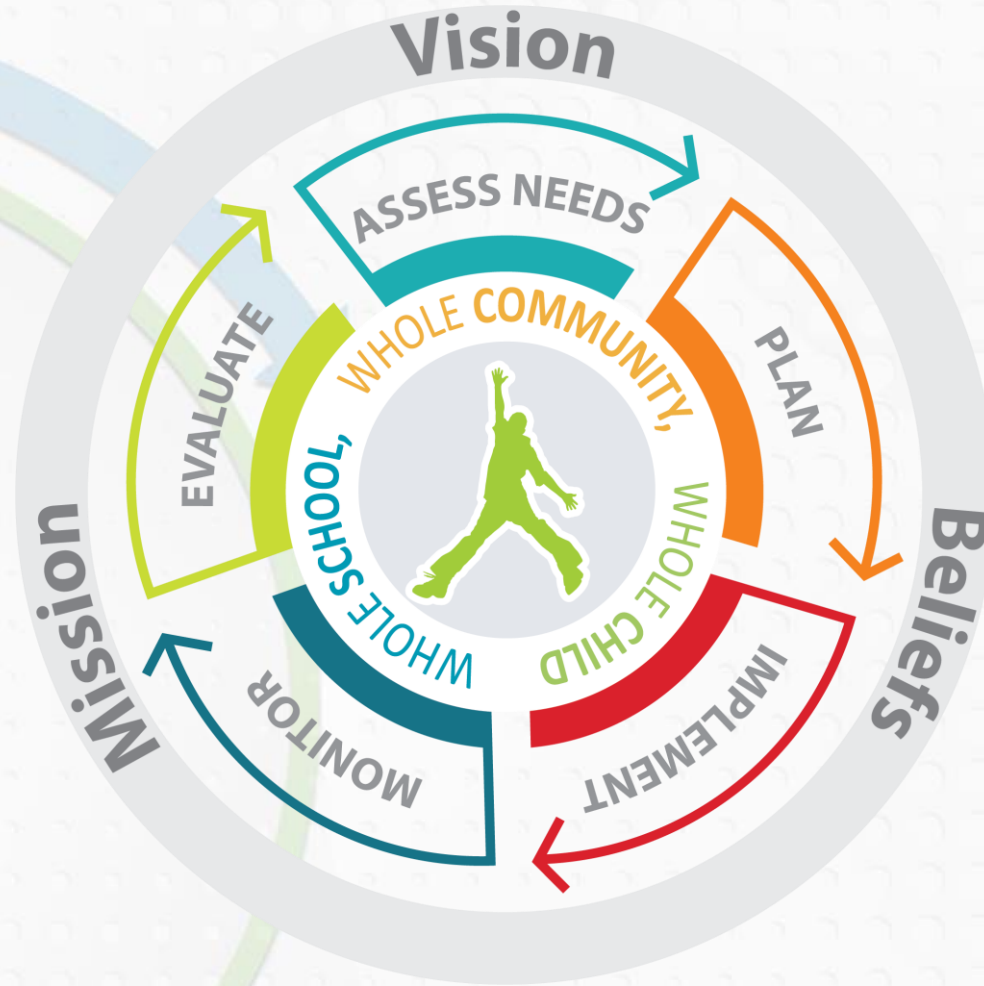 Vision
Beliefs
Mission
ASSESS NEEDS
PLAN
IMPLEMENT
MONITOR
EVALUATE
WHOLE SCHOOL,
WHOLE COMMUNITY,
WHOLE CHILD